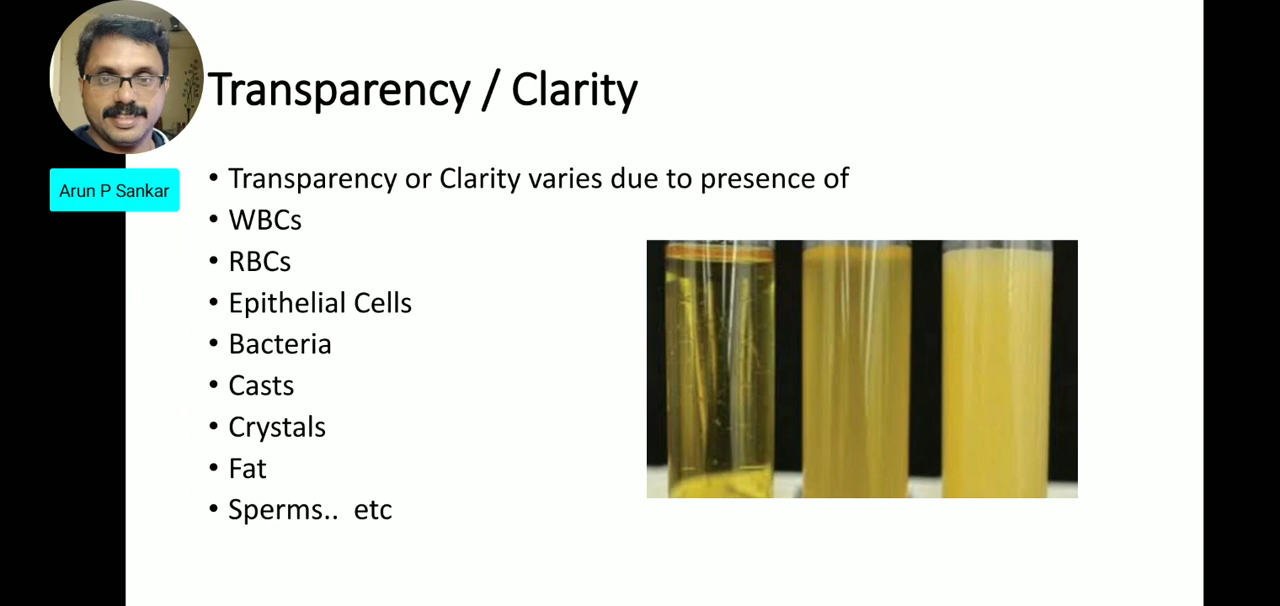 Transparency / Clarity
Arun P Sankar
• Transparency or Clarity varies due to presence of
• WBCs
• RBCs
• Epithelial Cells
• Bacteria
• Casts
• Crystals
• Fat
• Sperms.. etc